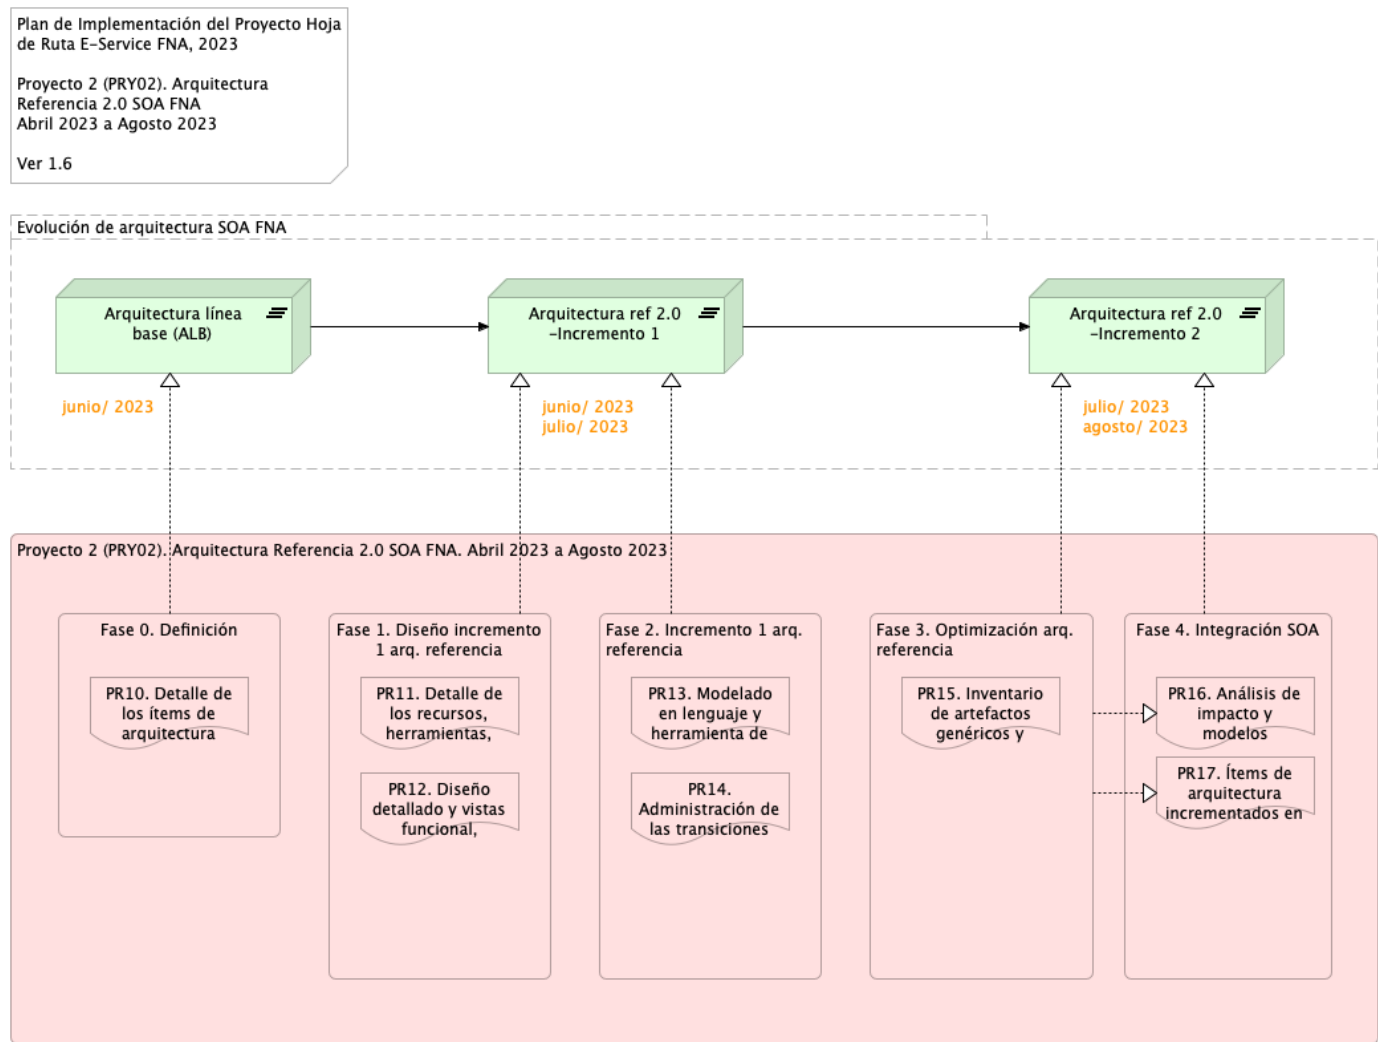 Plan de Implementación del Proyecto Hoja
de Ruta E-Service FNA, 2023
Proyecto 2 (PRY02). Arquitectura
Referencia 2.0 SOA FNA
Abril 2023 a Agosto 2023
Ver 1.6
Evolución de arquitectura SOA FNA
Arquitectura línea
base (ALB)
Arquitectura ref 2.0
-Incremento 1
Arquitectura ref 2.0
-Incremento 2
junio/ 2023
junio/ 2023
julio/ 2023
julio/ 2023
agosto/ 2023
Proyecto 2 (PRY02). Arquitectura Referencia 2.0 SOA FNA. Abril 2023 a Agosto 2023
Fase 0. Definición
PR10. Detalle de
los ítems de
arquitectura
Fase 1. Diseño incremento
1 arq. referencia
PR11. Detalle de
los recursos,
herramientas,
PR12. Diseño
detallado y vistas
funcional,
Fase 2. Incremento 1 arq.
referencia
PR13. Modelado
en lenguaje y
herramienta de
PR14.
Administración de
las transiciones
Fase 3. Optimización arq.
referencia
PR15. Inventario
de artefactos
genéricos y
Fase 4. Integración SOA
PR16. Análisis de
impacto y
modelos
PR17. Ítems de
arquitectura
incrementados en